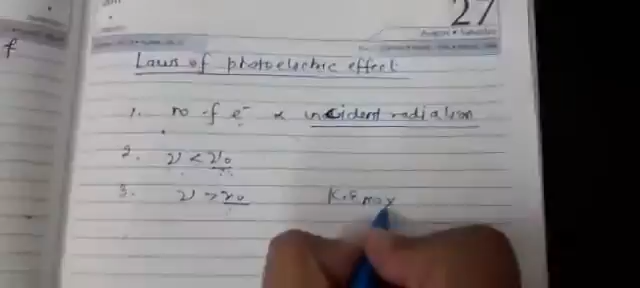 27
f
Laws of photoelectric effect
1. no of e⁻ ∝ incident radiation
2. ν < ν₀
3. ν > ν₀ K.E max